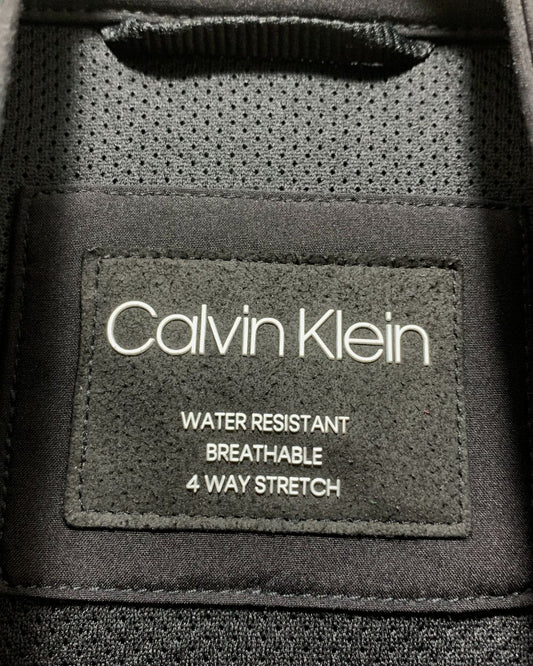 Calvin Klein
WATER RESISTANT
BREATHABLE
4 WAY STRETCH